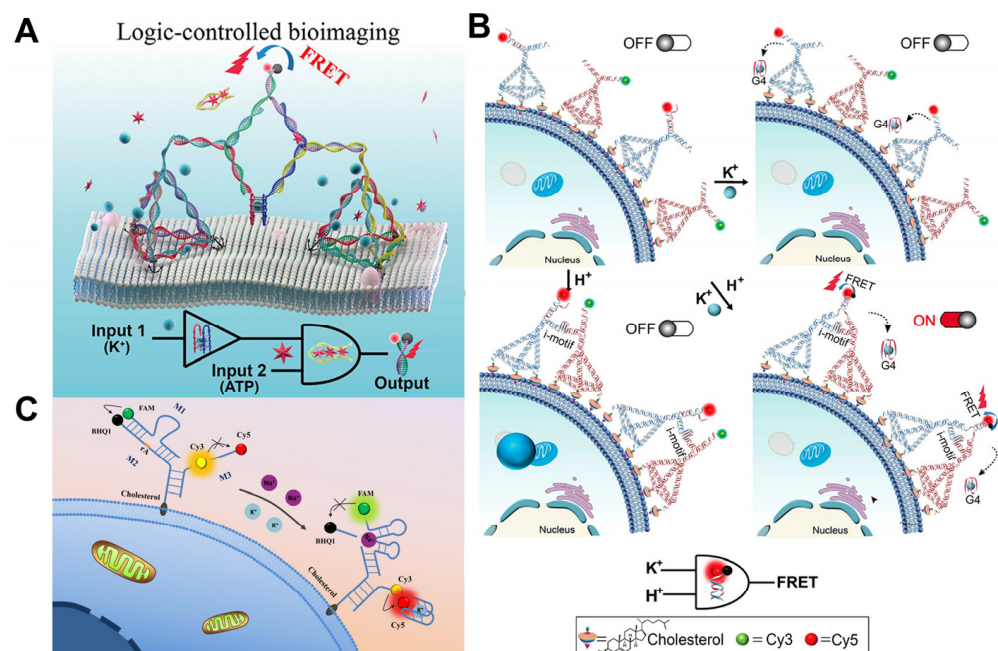 A
Logic-controlled bioimaging
FRET
Input 1
(K⁺)
Input 2
(ATP)
Output
B
OFF
OFF
G4
G4
K⁺
Nucleus
Nucleus
H⁺
K⁺
H⁺
OFF
i-motif
i-motif
Nucleus
FRET
ON
i-motif
G4
FRET
i-motif
G4
Nucleus
K⁺
H⁺
FRET
= Cholesterol = Cy3 = Cy5
C
FAM
M1
BHQ1
rA
M2
Cy3
Cy5
M3
Cholesterol
Na⁺
Na⁺
K⁺
K⁺
FAM
BHQ1
Cholesterol
Cy3
K⁺
Cy5